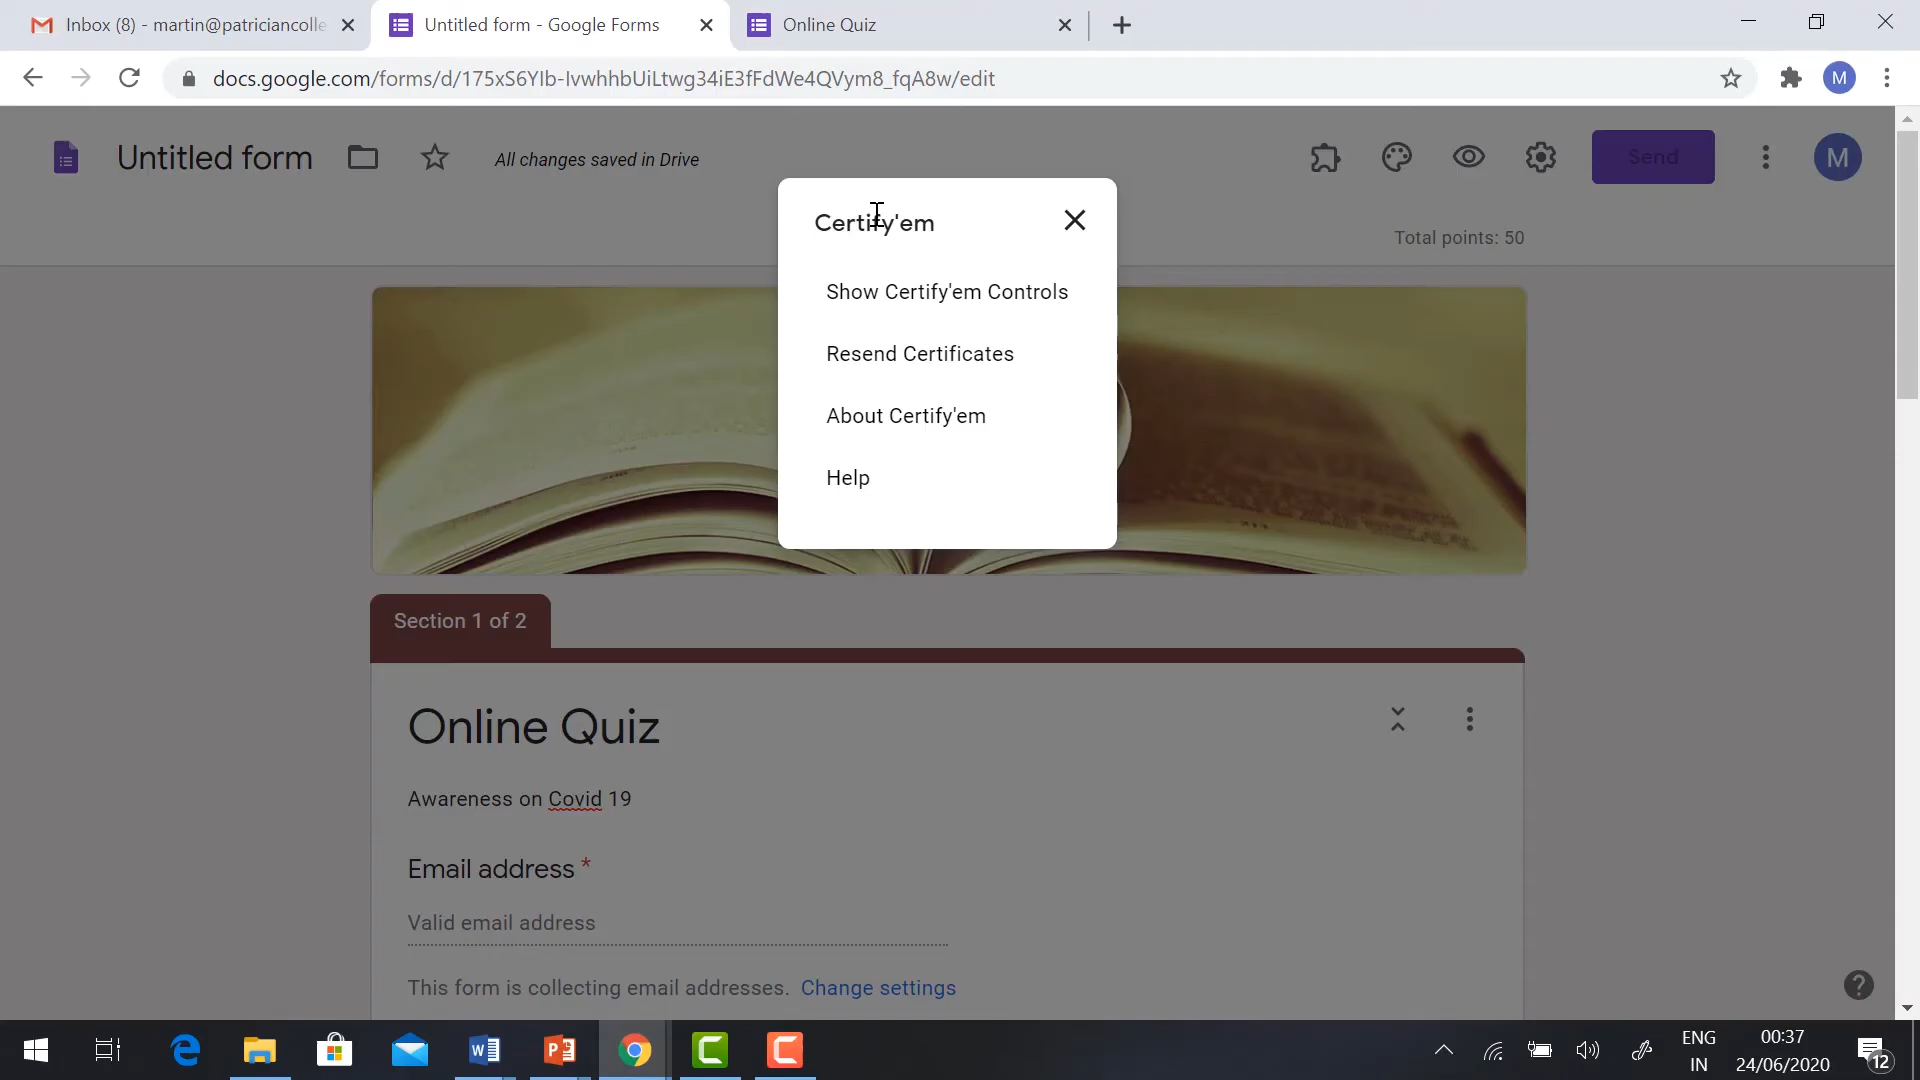 Inbox (8) - martin@patriciancolle
Untitled form - Google Forms
Online Quiz
docs.google.com/forms/d/175xS6YIb-IvwhhbUiLtwg34iE3fFdWe4QVym8_fqA8w/edit
M
Untitled form
All changes saved in Drive
Send
M
Total points: 50
Certify'em
Show Certify'em Controls
Resend Certificates
About Certify'em
Help
Section 1 of 2
Online Quiz
Awareness on Covid 19
Email address *
Valid email address
This form is collecting email addresses. Change settings
ENG
IN
00:37
24/06/2020
12